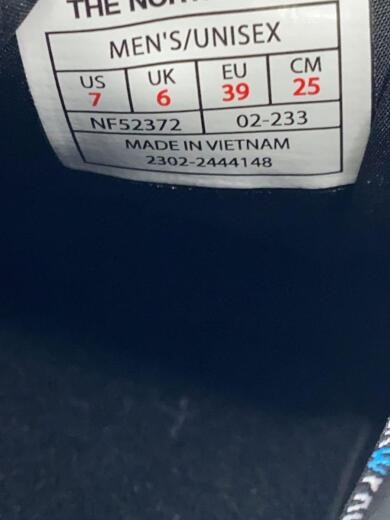 THE NORTH
MEN'S/UNISEX
US UK EU CM
7 6 39 25
NF52372 02-233
MADE IN VIETNAM
2302-2444148